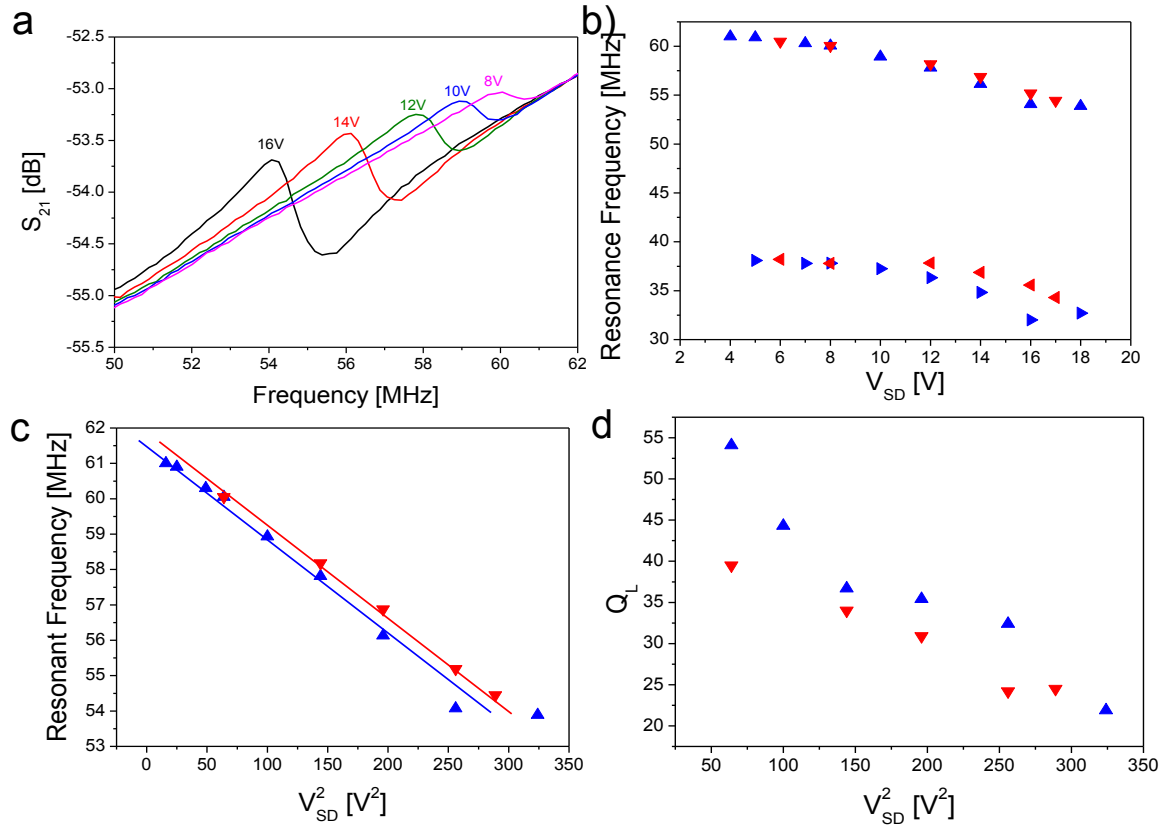 a
-52.5
-53.0
-53.5
-54.0
-54.5
-55.0
-55.5
S21 [dB]
16V
14V
12V
10V
8V
50 52 54 56 58 60 62
Frequency [MHz]
b)
60
55
50
45
40
35
30
Resonance Frequency [MHz]
2 4 6 8 10 12 14 16 18 20
VSD [V]
c
62
61
60
59
58
57
56
55
54
53
Resonant Frequency [MHz]
0 50 100 150 200 250 300 350
V²SD [V²]
d
55
50
45
40
35
30
25
20
QL
50 100 150 200 250 300 350
V²SD [V²]